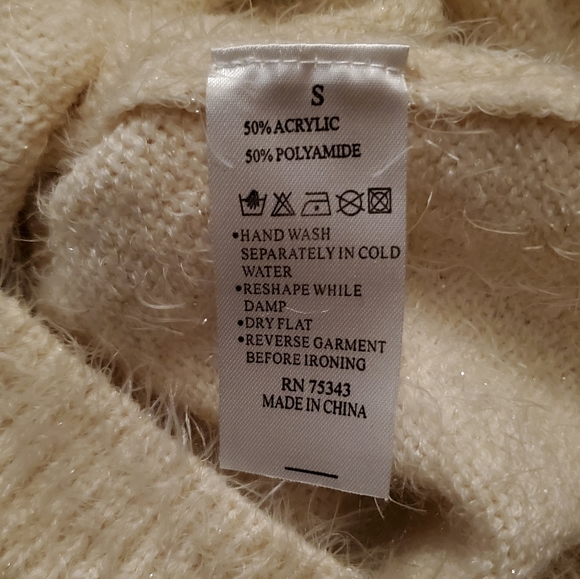 S
50% ACRYLIC
50% POLYAMIDE
•HAND WASH
SEPARATELY IN COLD
WATER
•RESHAPE WHILE
DAMP
•DRY FLAT
•REVERSE GARMENT
BEFORE IRONING
RN 75343
MADE IN CHINA